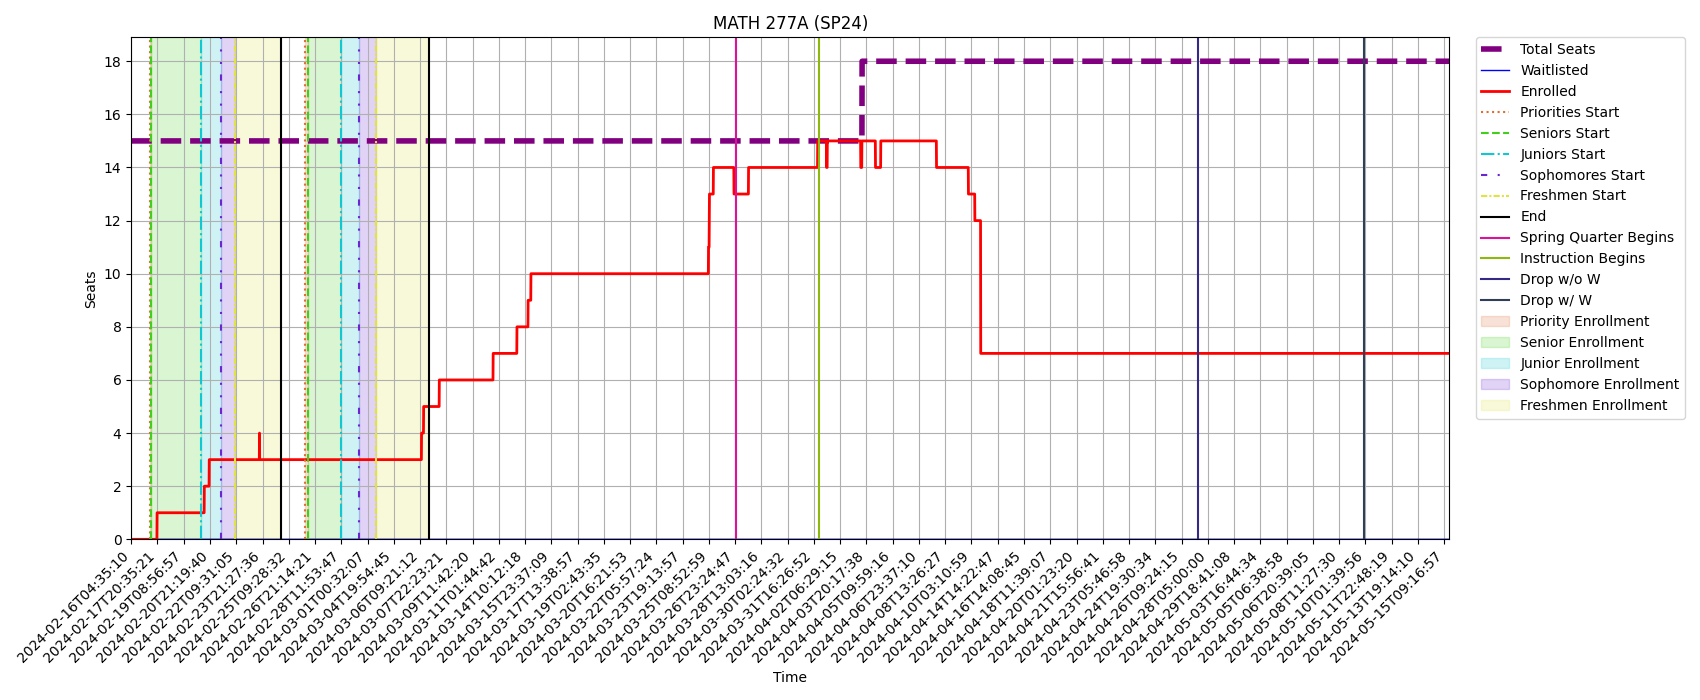 MATH 277A (SP24)
18
16
14
12
10
8
6
4
2
0
Seats
2024-02-16T04:35:10
2024-02-17T20:35:21
2024-02-19T08:56:57
2024-02-20T21:19:40
2024-02-22T09:31:05
2024-02-23T21:27:36
2024-02-25T09:28:32
2024-02-26T21:14:21
2024-02-28T11:53:47
2024-03-01T00:32:07
2024-03-04T19:54:45
2024-03-06T09:21:12
2024-03-07T22:23:21
2024-03-09T11:42:20
2024-03-11T01:44:42
2024-03-14T10:12:18
2024-03-15T23:37:09
2024-03-17T13:38:57
2024-03-19T02:43:35
2024-03-20T16:21:53
2024-03-22T05:57:24
2024-03-23T19:13:57
2024-03-25T08:52:59
2024-03-26T23:24:47
2024-03-28T13:03:16
2024-03-30T02:24:32
2024-03-31T16:26:52
2024-04-02T06:29:15
2024-04-03T20:17:38
2024-04-05T09:59:16
2024-04-06T23:37:10
2024-04-08T13:26:27
2024-04-10T03:10:59
2024-04-14T14:22:47
2024-04-16T14:08:45
2024-04-18T11:39:07
2024-04-20T01:23:20
2024-04-21T15:56:41
2024-04-23T05:46:58
2024-04-24T19:30:34
2024-04-26T09:24:15
2024-04-28T05:00:00
2024-04-29T18:41:08
2024-05-03T16:44:34
2024-05-05T06:38:58
2024-05-06T20:39:05
2024-05-08T11:27:30
2024-05-10T01:39:56
2024-05-11T22:48:19
2024-05-13T19:14:10
2024-05-15T09:16:57
Time
Total Seats
Waitlisted
Enrolled
Priorities Start
Seniors Start
Juniors Start
Sophomores Start
Freshmen Start
End
Spring Quarter Begins
Instruction Begins
Drop w/o W
Drop w/ W
Priority Enrollment
Senior Enrollment
Junior Enrollment
Sophomore Enrollment
Freshmen Enrollment